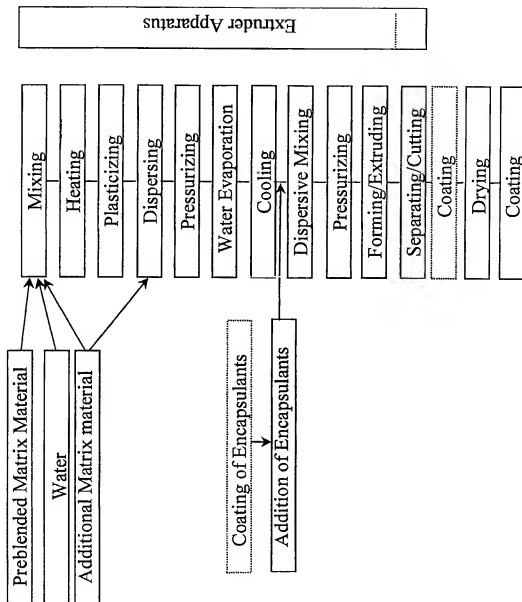 Extruder Apparatus
Mixing
Heating
Plasticizing
Dispersing
Pressurizing
Water Evaporation
Cooling
Dispersive Mixing
Pressurizing
Forming/Extruding
Separating/Cutting
Coating
Drying
Coating
Preblended Matrix Material
Water
Additional Matrix material
Coating of Encapsulants
Addition of Encapsulants